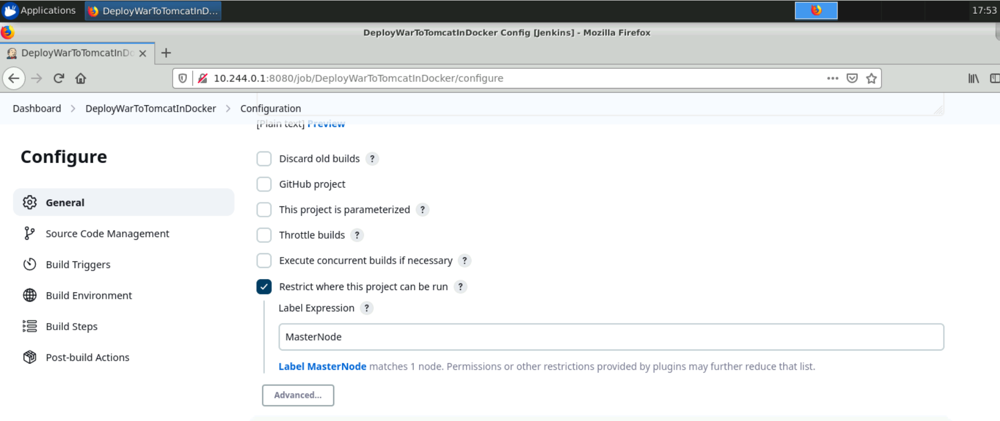 Applications DeployWarToTomcatInD... 17:53
DeployWarToTomcatInDocker Config [Jenkins] - Mozilla Firefox
DeployWarToTomcatInDo
10.244.0.1:8080/job/DeployWarToTomcatInDocker/configure
Dashboard DeployWarToTomcatInDocker Configuration
[Plain text] Preview
Configure
General
Source Code Management
Build Triggers
Build Environment
Build Steps
Post-build Actions
Discard old builds ?
GitHub project
This project is parameterized ?
Throttle builds ?
Execute concurrent builds if necessary ?
Restrict where this project can be run ?
Label Expression ?
MasterNode
Label MasterNode matches 1 node. Permissions or other restrictions provided by plugins may further reduce that list.
Advanced...